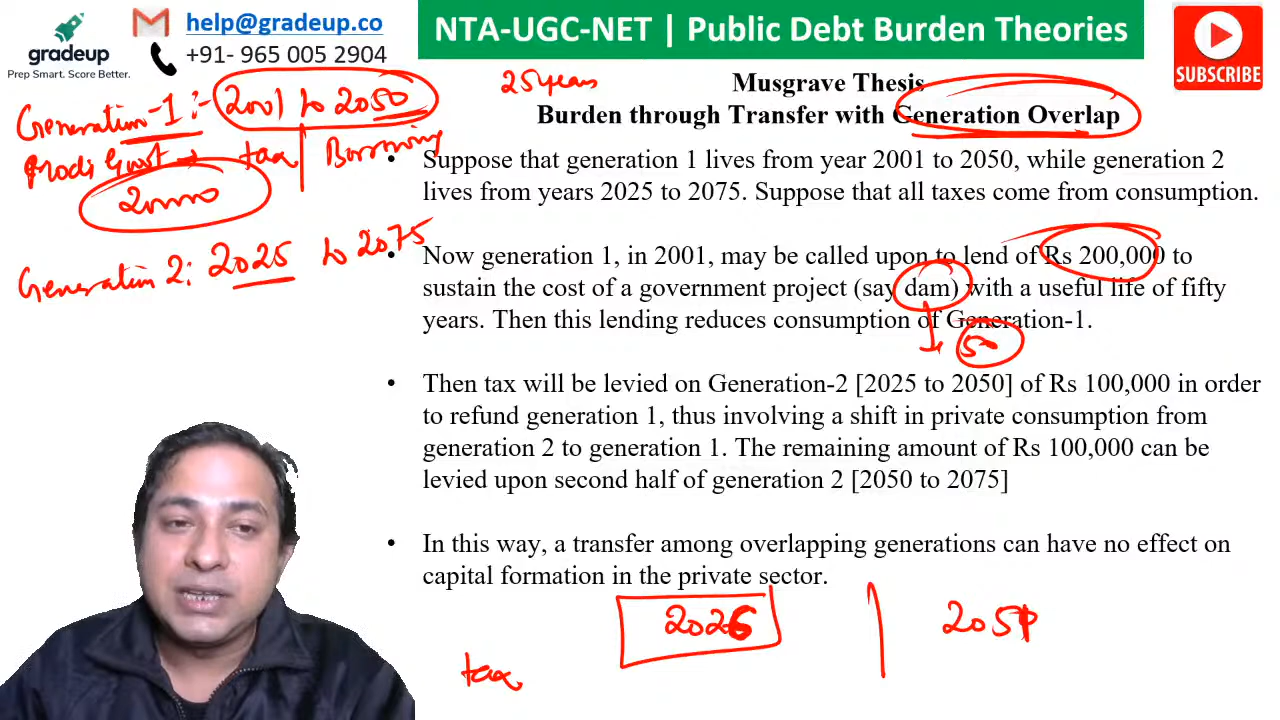 gradeup
Prep Smart. Score Better.
help@gradeup.co
+91- 965 005 2904
NTA-UGC-NET | Public Debt Burden Theories
SUBSCRIBE
25 years
Musgrave Thesis
Burden through Transfer with Generation Overlap
Generation-1 :- 2001 to 2050
Modi Govt → tax | Borrowing
200000
Generation 2: 2025 to 2075
• Suppose that generation 1 lives from year 2001 to 2050, while generation 2
lives from years 2025 to 2075. Suppose that all taxes come from consumption.
• Now generation 1, in 2001, may be called upon to lend of Rs 200,000 to
sustain the cost of a government project (say dam) with a useful life of fifty
years. Then this lending reduces consumption of Generation-1.
50
• Then tax will be levied on Generation-2 [2025 to 2050] of Rs 100,000 in order
to refund generation 1, thus involving a shift in private consumption from
generation 2 to generation 1. The remaining amount of Rs 100,000 can be
levied upon second half of generation 2 [2050 to 2075]
• In this way, a transfer among overlapping generations can have no effect on
capital formation in the private sector.
2026 2051
tax